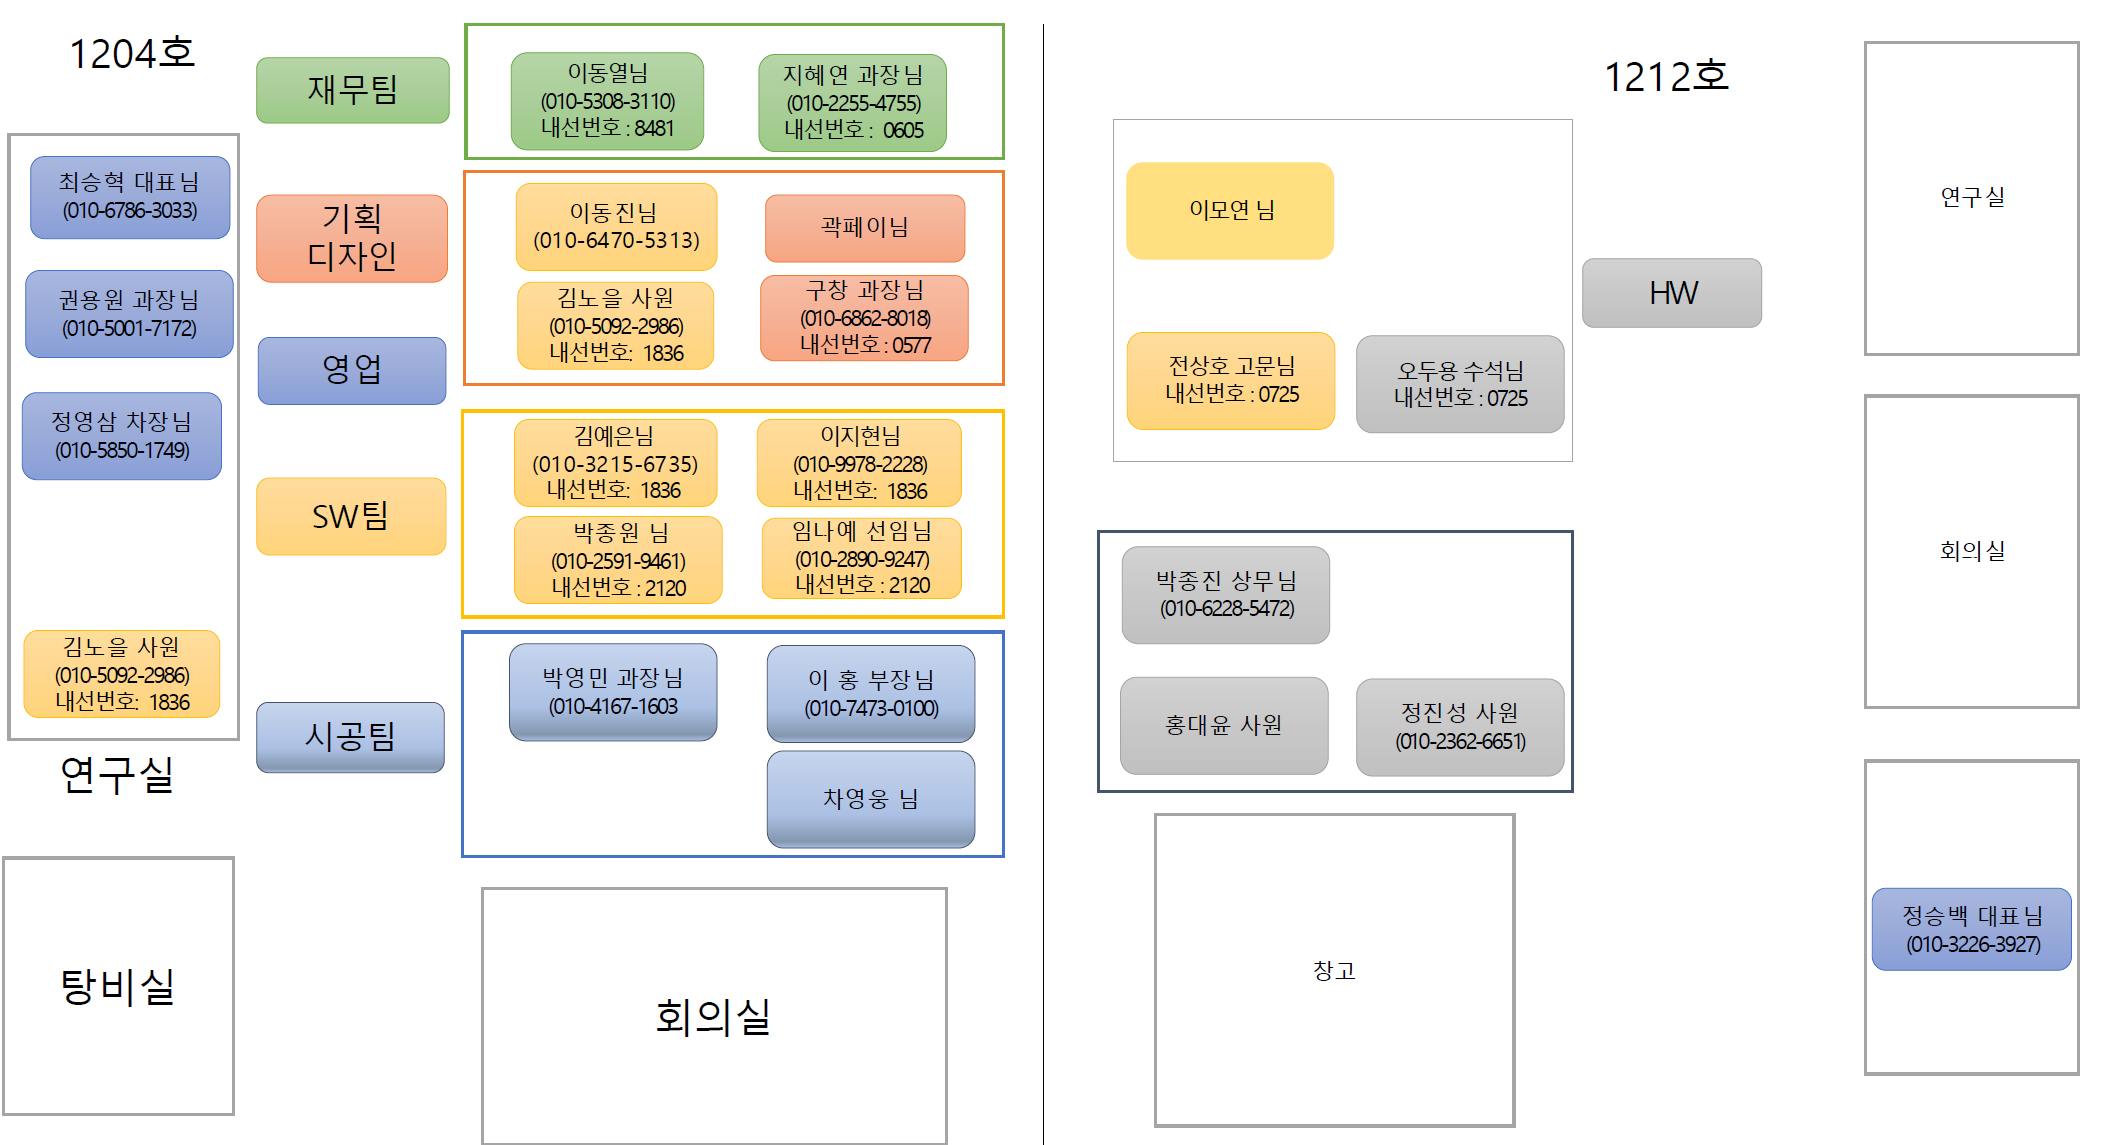 1204호
재무팀
이동열님
(010-5308-3110)
내선번호 : 8481
지혜연 과장님
(010-2255-4755)
내선번호 :  0605
최승혁 대표님
(010-6786-3033)
권용원 과장님
(010-5001-7172)
정영삼 차장님
(010-5850-1749)
김노을 사원
(010-5092-2986)
내선번호:  1836
연구실
탕비실
기획
디자인
이동진님
(010-6470-5313)
곽페이님
김노을 사원
(010-5092-2986)
내선번호:  1836
구창 과장님
(010-6862-8018)
내선번호 : 0577
영업
SW팀
김예은님
(010-3215-6735)
내선번호:  1836
이지현님
(010-9978-2228)
내선번호:  1836
박종원 님
(010-2591-9461)
내선번호 : 2120
임나예 선임님
(010-2890-9247)
내선번호 : 2120
시공팀
박영민 과장님
(010-4167-1603
이 홍 부장님
(010-7473-0100)
차영웅 님
회의실
1212호
이모연 님
HW
전상호 고문님
내선번호 : 0725
오두용 수석님
내선번호 : 0725
박종진 상무님
(010-6228-5472)
홍대윤 사원
정진성 사원
(010-2362-6651)
창고
연구실
회의실
정승백 대표님
(010-3226-3927)